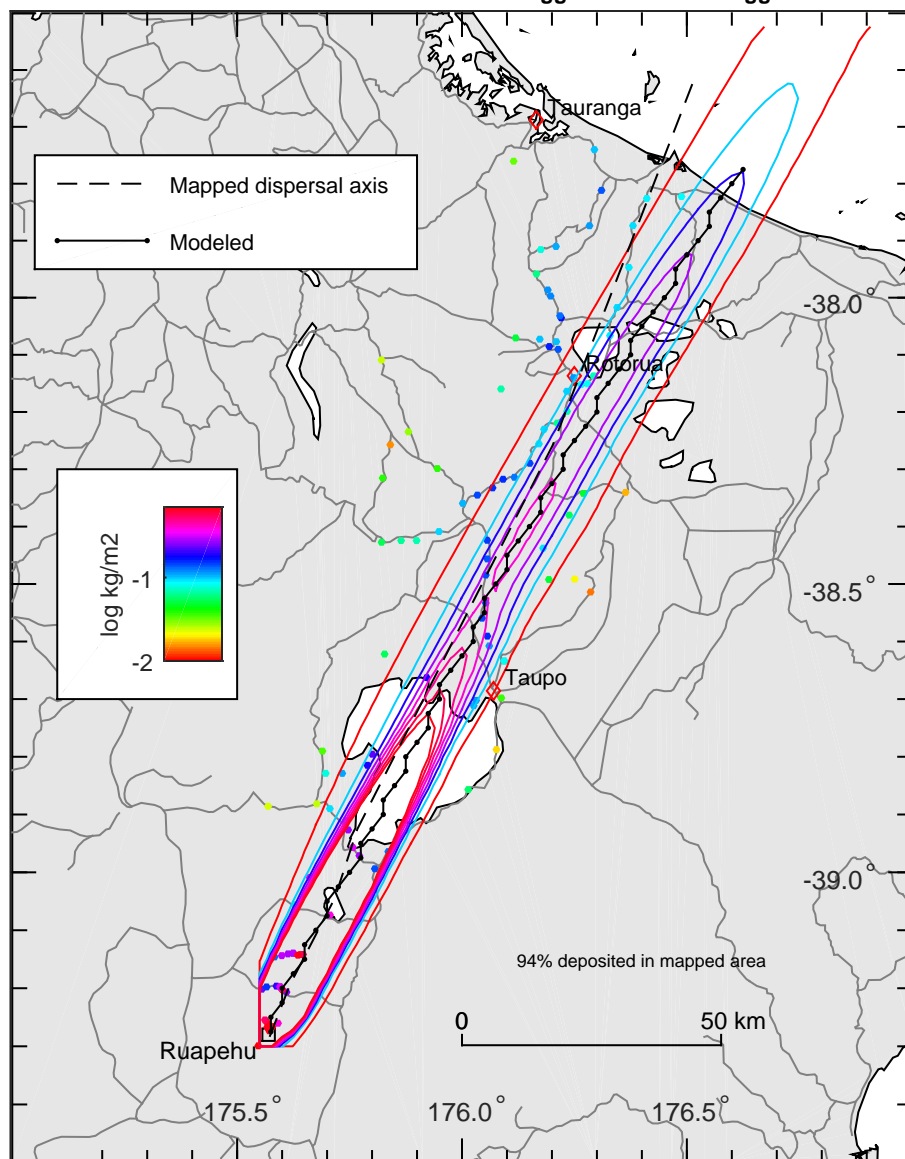 Tauranga
Mapped dispersal axis
Modeled
-38.0°
Rotorua
log kg/m2
-1
-2
-38.5°
Taupo
-39.0°
94% deposited in mapped area
0
50 km
Ruapehu
175.5°
176.0°
176.5°